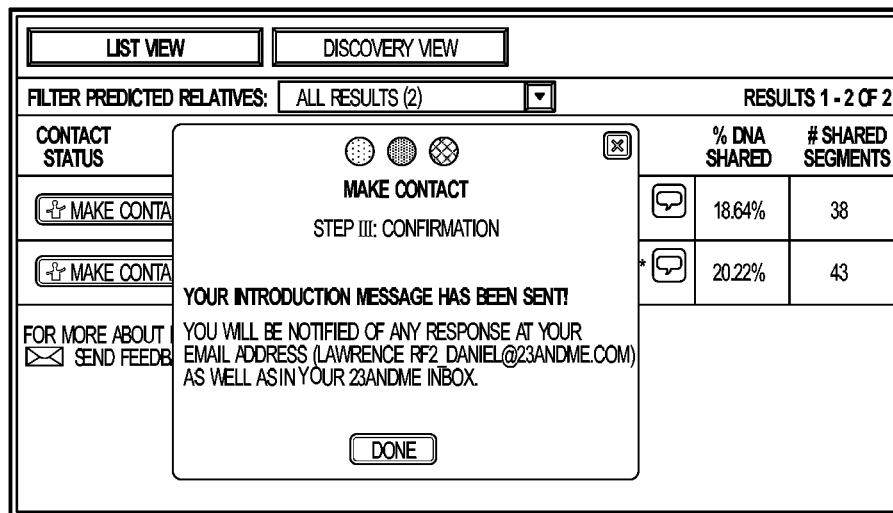 LIST VIEW
DISCOVERY VIEW
FILTER PREDICTED RELATIVES: ALL RESULTS (2) RESULTS 1 - 2 OF 2
CONTACT
STATUS
% DNA
SHARED
# SHARED
SEGMENTS
MAKE CONTA
18.64% 38
MAKE CONTA
* 20.22% 43
FOR MORE ABOUT
SEND FEEDB
MAKE CONTACT
STEP III: CONFIRMATION
YOUR INTRODUCTION MESSAGE HAS BEEN SENT!
YOU WILL BE NOTIFIED OF ANY RESPONSE AT YOUR
EMAIL ADDRESS (LAWRENCE RF2_DANIEL@23ANDME.COM)
AS WELL AS IN YOUR 23ANDME INBOX.
DONE